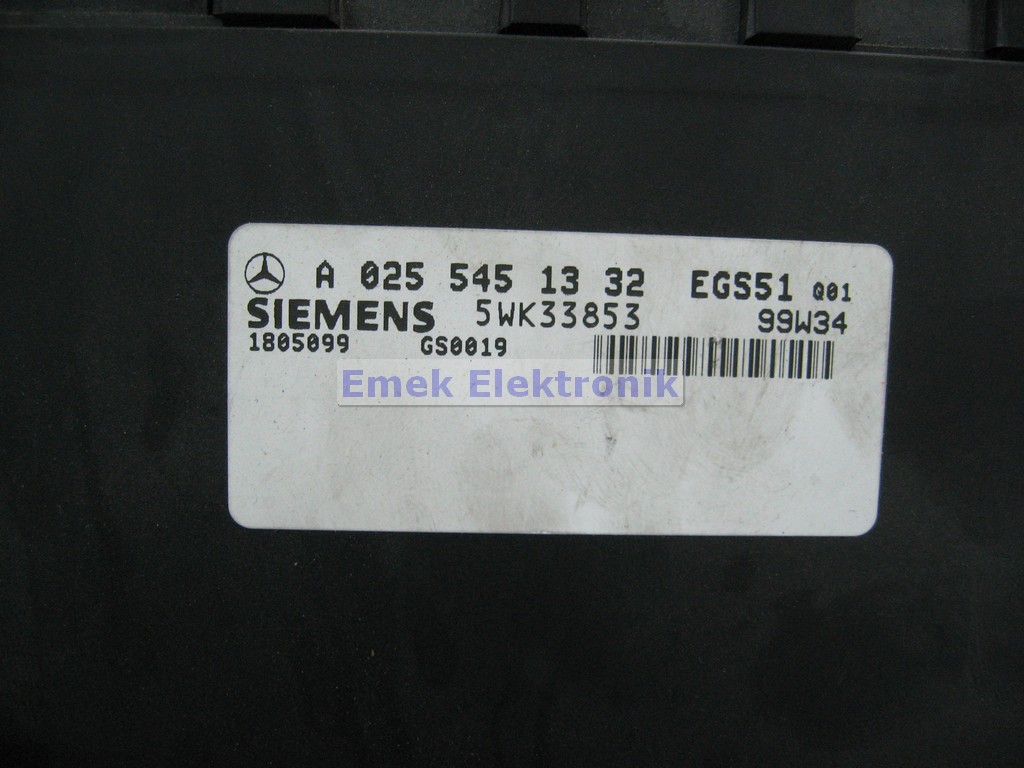 A 025 545 13 32 EGS51 Q01
SIEMENS 5WK33853 99W34
1805099 GS0019
Emek Elektronik